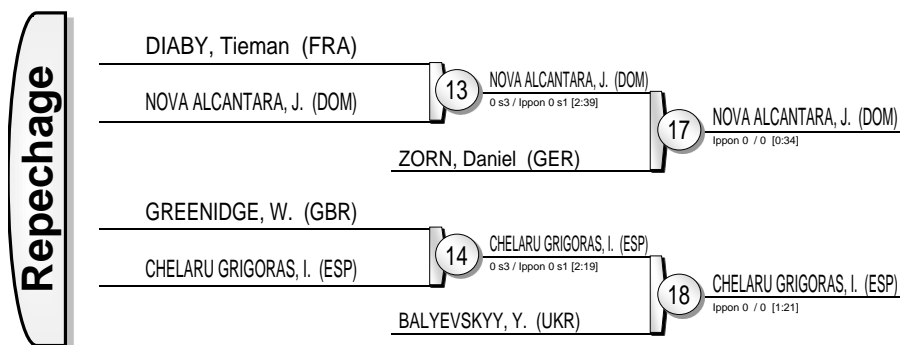 Repechage
DIABY, Tieman (FRA)
NOVA ALCANTARA, J. (DOM)
13
NOVA ALCANTARA, J. (DOM)
0 s3 / Ippon 0 s1 [2:39]
ZORN, Daniel (GER)
17
NOVA ALCANTARA, J. (DOM)
Ippon 0 / 0 [0:34]
GREENIDGE, W. (GBR)
CHELARU GRIGORAS, I. (ESP)
14
CHELARU GRIGORAS, I. (ESP)
0 s3 / Ippon 0 s1 [2:19]
BALYEVSKYY, Y. (UKR)
18
CHELARU GRIGORAS, I. (ESP)
Ippon 0 / 0 [1:21]